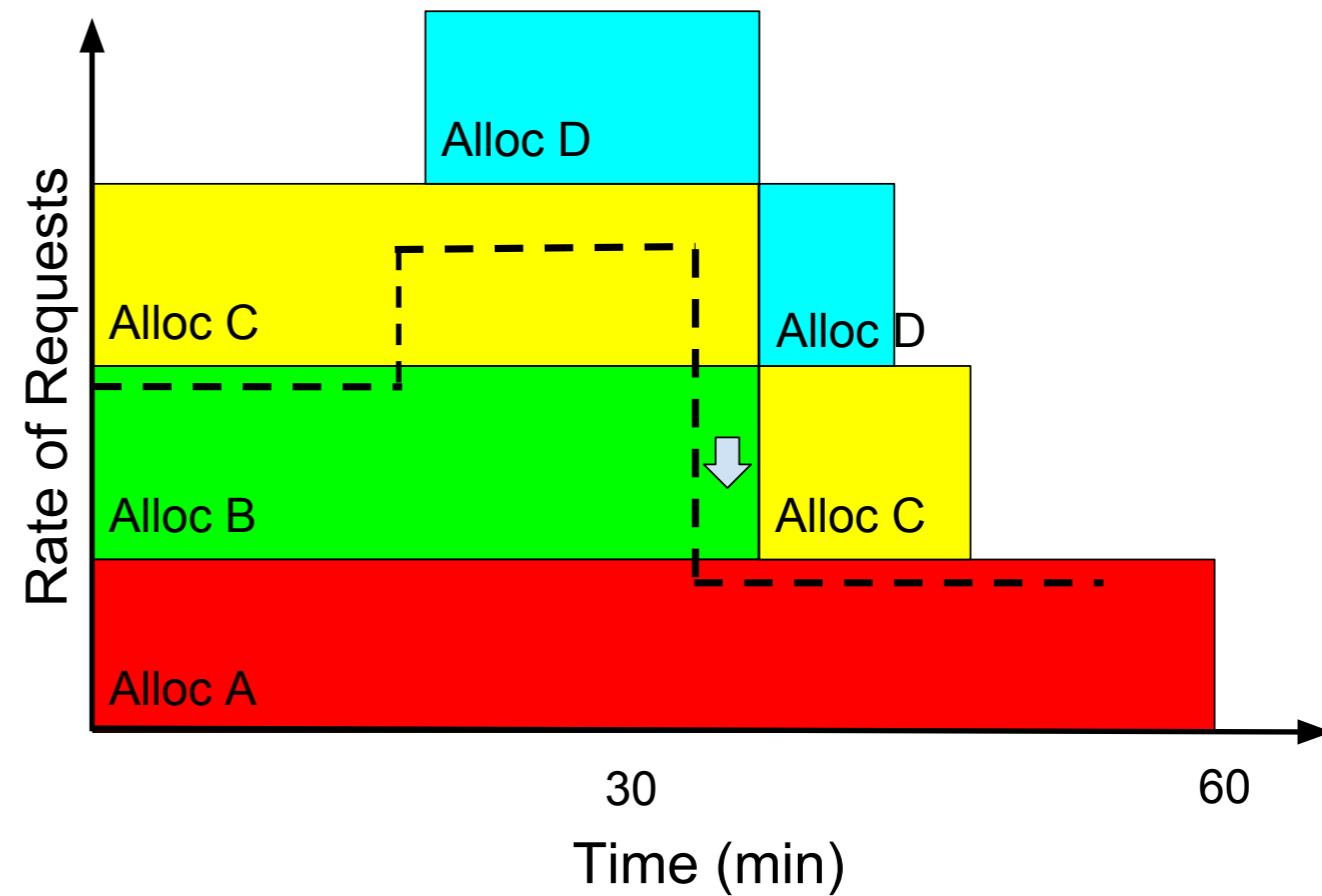 Rate of Requests
Alloc D
Alloc C
Alloc D
Alloc B
Alloc C
Alloc A
30
60
Time (min)